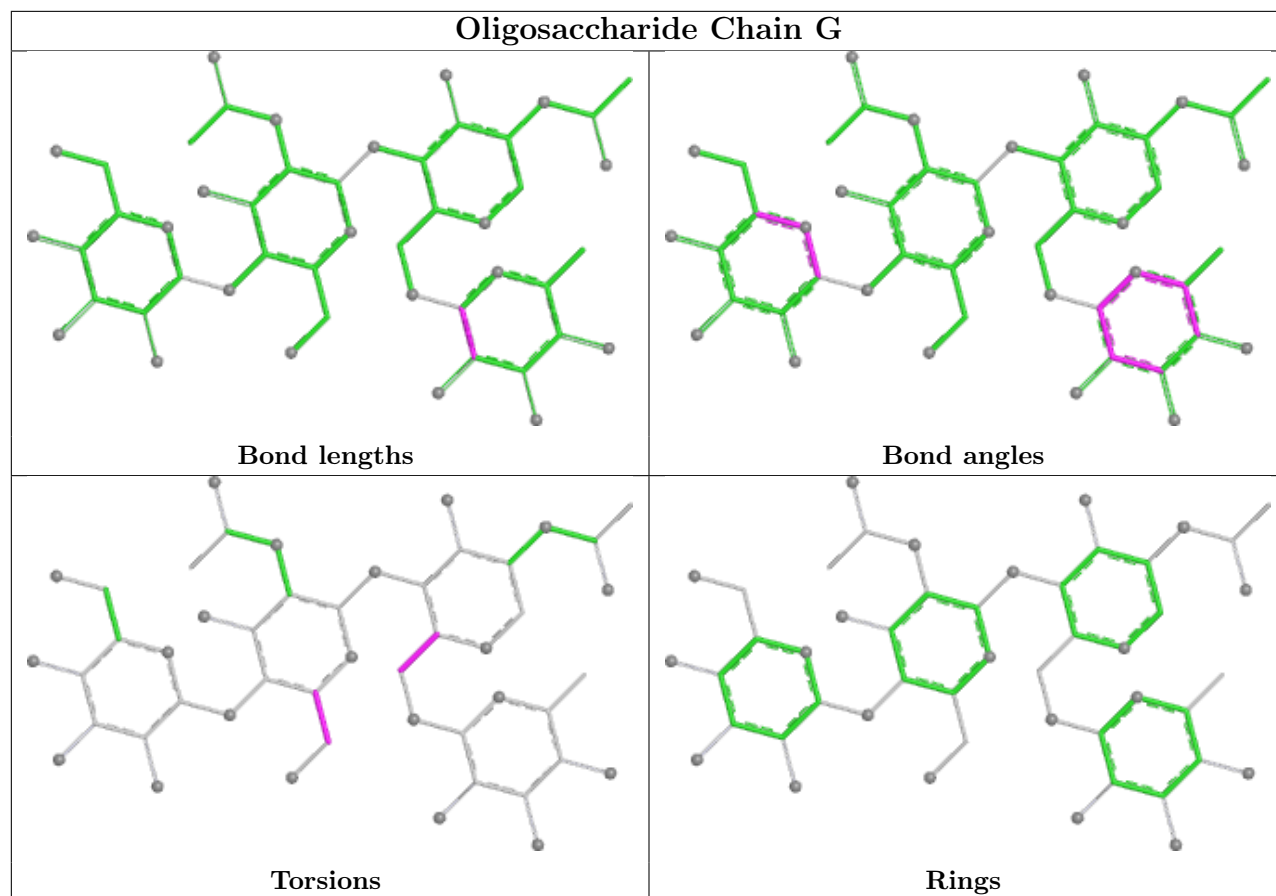 Oligosaccharide Chain G
Bond lengths
Bond angles
Torsions
Rings